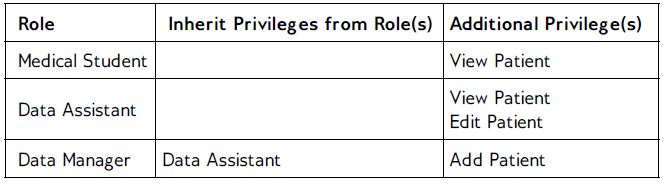 Role Inherit Privileges from Role(s) Additional Privilege(s)
Medical Student View Patient
Data Assistant View Patient
Edit Patient
Data Manager Data Assistant Add Patient